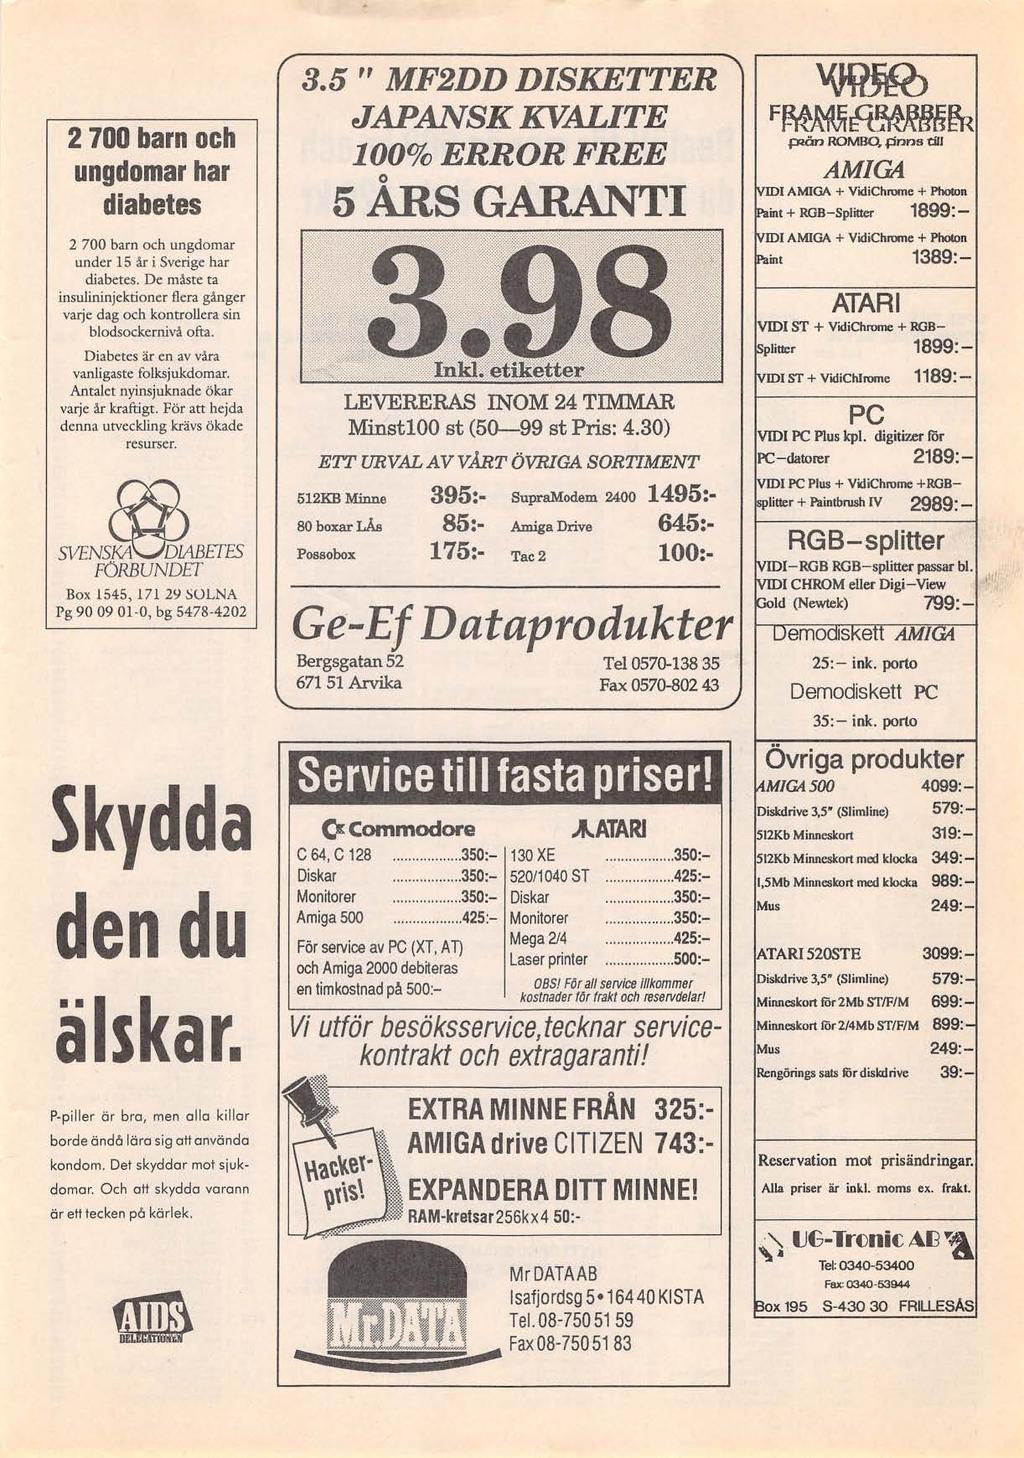 2 700 barn och
ungdomar har
diabetes
2 700 barn och ungdomar
under 15 år i Sverige har
diabetes. De måste ta
insulininjektioner flera gånger
varje dag och kontrollera sin
blodsockernivå ofta.
Diabetes är en av våra
vanligaste folksjukdomar.
Antalet nyinsjuknade ökar
varje år kraftigt. För att hejda
denna utveckling krävs ökade
resurser.
SVENSKA DIABETES
FÖRBUNDET
Box 1545, 171 29 SOLNA
Pg 90 09 01-0, bg 5478-4202
Skydda
den du
älskar.
P-piller är bra, men alla killar
borde ändå lära sig att använda
kondom. Det skyddar mot sjuk-
domar. Och att skydda varann
är ett tecken på kärlek.
AIDS
DELEGATIONEN
3.5 " MF2DD DISKETTER
JAPANSK KVALITE
100% ERROR FREE
5 ÅRS GARANTI
3.98
Inkl. etiketter
LEVERERAS INOM 24 TIMMAR
Minst100 st (50—99 st Pris: 4.30)
ETT URVAL AV VÅRT ÖVRIGA SORTIMENT
512KB Minne 395:- SupraModem 2400 1495:-
80 boxar LÅs 85:- Amiga Drive 645:-
Possobox 175:- Tac 2 100:-
Ge-Ef Dataprodukter
Bergsgatan 52 Tel 0570-138 35
671 51 Arvika Fax 0570-802 43
Service till fasta priser!
Commodore
C 64, C 128 .................350:-
Diskar .................350:-
Monitorer .................350:-
Amiga 500 .................425:-
För service av PC (XT, AT)
och Amiga 2000 debiteras
en timkostnad på 500:-
ATARI
130 XE .................350:-
520/1040 ST .................425:-
Diskar .................350:-
Monitorer .................350:-
Mega 2/4 .................425:-
Laser printer .................500:-
OBS! För all service illkommer
kostnader för frakt och reservdelar!
Vi utför besöksservice, tecknar service-
kontrakt och extragaranti!
Hacker-
pris!
EXTRA MINNE FRÅN 325:-
AMIGA drive CITIZEN 743:-
EXPANDERA DITT MINNE!
RAM-kretsar 256kx4 50:-
Mr.DATA
Mr DATA AB
Isafjordsg 5 • 164 40 KISTA
Tel. 08-750 51 59
Fax 08-750 51 83
VIDEO
FRAME GRABBER
från ROMBO, finns till
AMIGA
VIDI AMIGA + VidiChrome + Photon
Paint + RGB-Splitter 1899:-
VIDI AMIGA + VidiChrome + Photon
Paint 1389:-
ATARI
VIDI ST + VidiChrome + RGB-
Splitter 1899:-
VIDI ST + VidiChlrome 1189:-
PC
VIDI PC Plus kpl. digitizer för
PC-datorer 2189:-
VIDI PC Plus + VidiChrome +RGB-
splitter + Paintbrush IV 2989:-
RGB-splitter
VIDI-RGB RGB-splitter passar bl.
VIDI CHROM eller Digi-View
Gold (Newtek) 799:-
Demodiskett AMIGA
25:- ink. porto
Demodiskett PC
35:- ink. porto
Övriga produkter
AMIGA 500 4099:-
Diskdrive 3,5" (Slimline) 579:-
512Kb Minneskort 319:-
512Kb Minneskort med klocka 349:-
1,5Mb Minneskort med klocka 989:-
Mus 249:-
ATARI 520STE 3099:-
Diskdrive 3,5" (Slimline) 579:-
Minneskort för 2Mb ST/F/M 699:-
Minneskort för 2/4Mb ST/F/M 899:-
Mus 249:-
Rengörings sats för diskdrive 39:-
Reservation mot prisändringar.
Alla priser är inkl. moms ex. frakt.
UG-Tronic AB
Tel: 0340-53400
Fax: 0340-53944
Box 195 S-430 30 FRILLESÅS